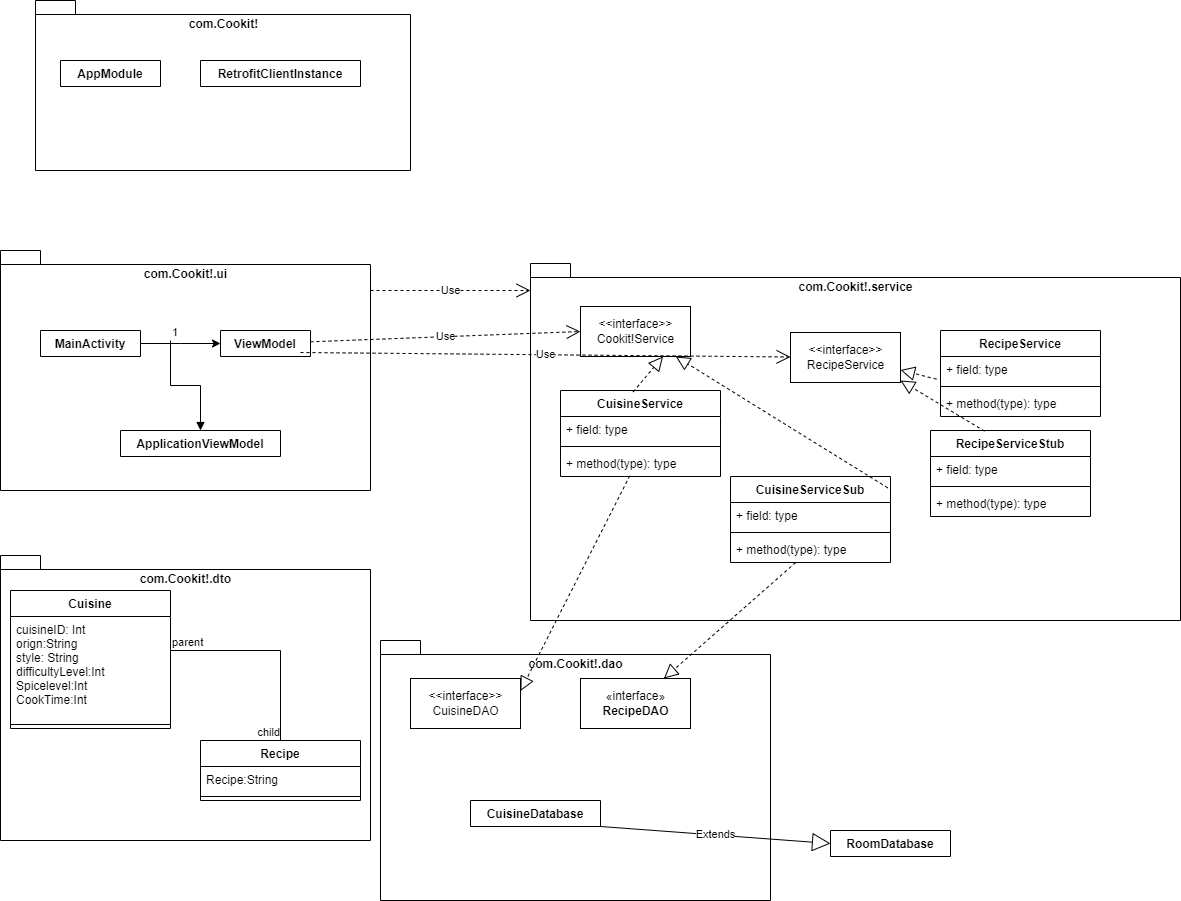 com.Cookit!
AppModule
RetrofitClientInstance
com.Cookit!.ui
MainActivity
1
ViewModel
ApplicationViewModel
Use
Use
Use
com.Cookit!.service
<<interface>>
Cookit!Service
<<interface>>
RecipeService
RecipeService
+ field: type
+ method(type): type
CuisineService
+ field: type
+ method(type): type
RecipeServiceStub
+ field: type
+ method(type): type
CuisineServiceSub
+ field: type
+ method(type): type
com.Cookit!.dto
Cuisine
cuisineID: Int
orign:String
style: String
difficultyLevel:Int
Spicelevel:Int
CookTime:Int
parent
child
Recipe
Recipe:String
com.Cookit!.dao
<<interface>>
CuisineDAO
«interface»
RecipeDAO
CuisineDatabase
Extends
RoomDatabase